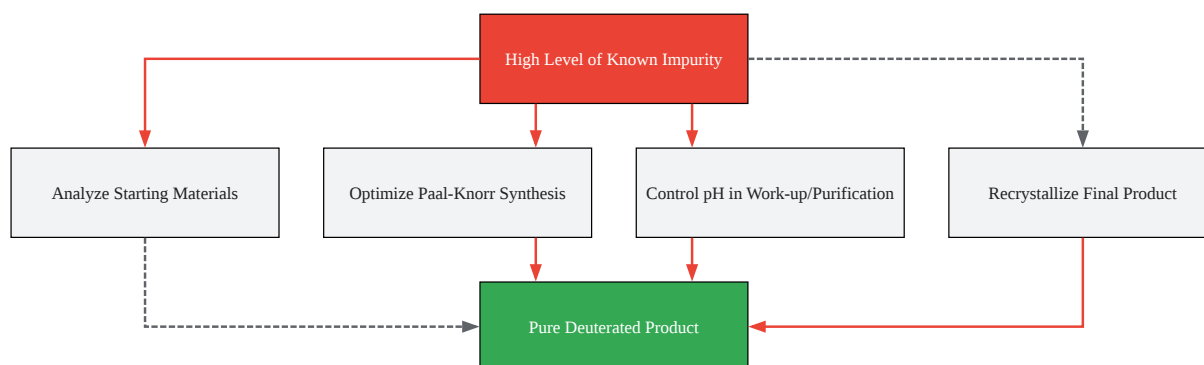 High Level of Known Impurity
Analyze Starting Materials
Optimize Paal-Knorr Synthesis
Control pH in Work-up/Purification
Recrystallize Final Product
Pure Deuterated Product